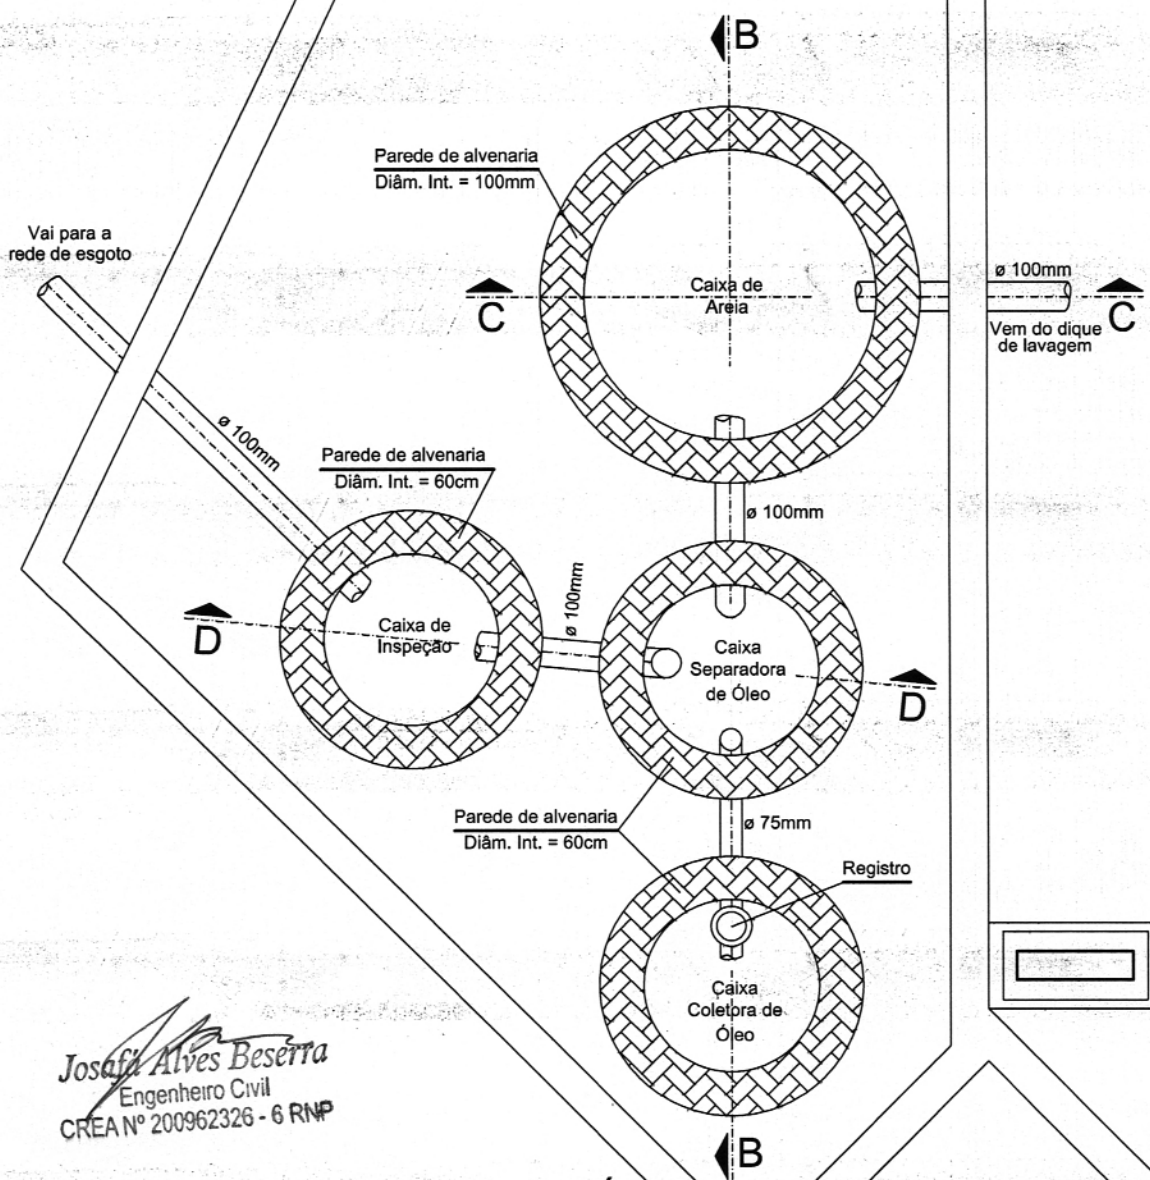 B
Parede de alvenaria
Diâm. Int. = 100mm
Vai para a
rede de esgoto
ø 100mm
Caixa de
Areia
C
C
Vem do dique
de lavagem
ø 100mm
Parede de alvenaria
Diâm. Int. = 60cm
ø 100mm
ø 100mm
Caixa de
Inspeção
D
Caixa
Separadora
de Óleo
D
Parede de alvenaria
Diâm. Int. = 60cm
ø 75mm
Registro
Caixa
Coletora de
Óleo
Josafá Alves Beserra
Engenheiro Civil
CREA Nº 200962326 - 6 RNP
B